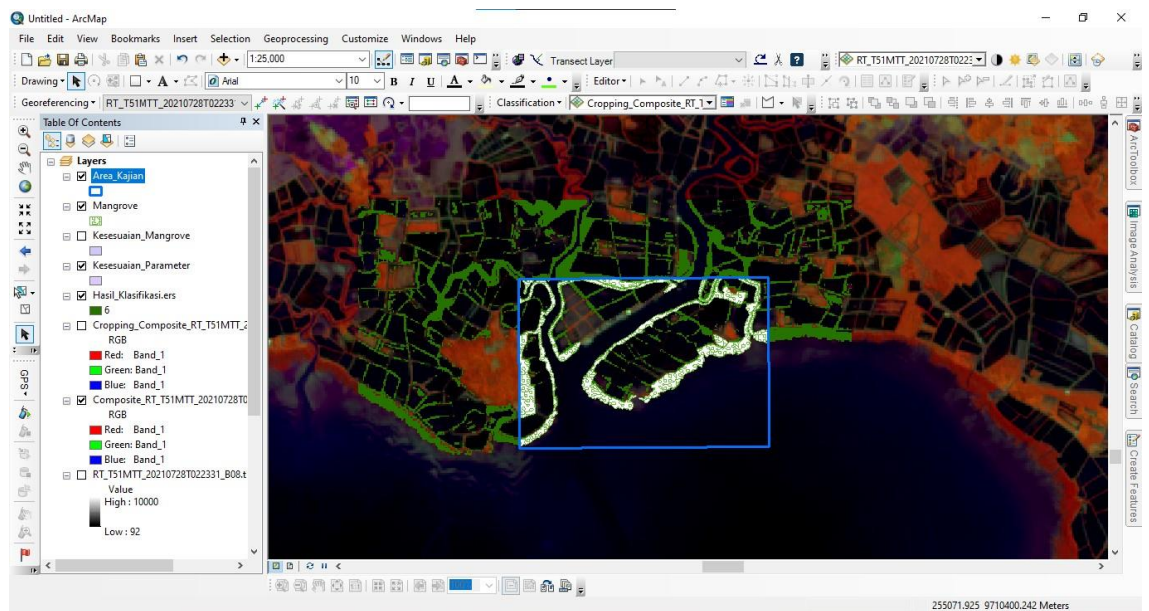 Untitled - ArcMap
File Edit View Bookmarks Insert Selection Geoprocessing Customize Windows Help
1:25,000 Transect Layer RT_T51MTT_20210728T0223
Drawing A Arial 10 B I U A Editor
Georeferencing RT_T51MTT_20210728T02233 Classification Cropping_Composite_RT_T
Table Of Contents
Layers
Area_Kajian
Mangrove
Kesesuaian_Mangrove
Kesesuaian_Parameter
Hasil_Klasifikasi.ers
6
Cropping_Composite_RT_T51MTT_2
RGB
Red: Band_1
Green: Band_1
Blue: Band_1
Composite_RT_T51MTT_20210728T0
RGB
Red: Band_1
Green: Band_1
Blue: Band_1
RT_T51MTT_20210728T022331_B08.t
Value
High : 10000
Low : 92
GPS
ArcToolbox
Image Analysis
Catalog
Search
Create Features
255071.925 9710400.242 Meters